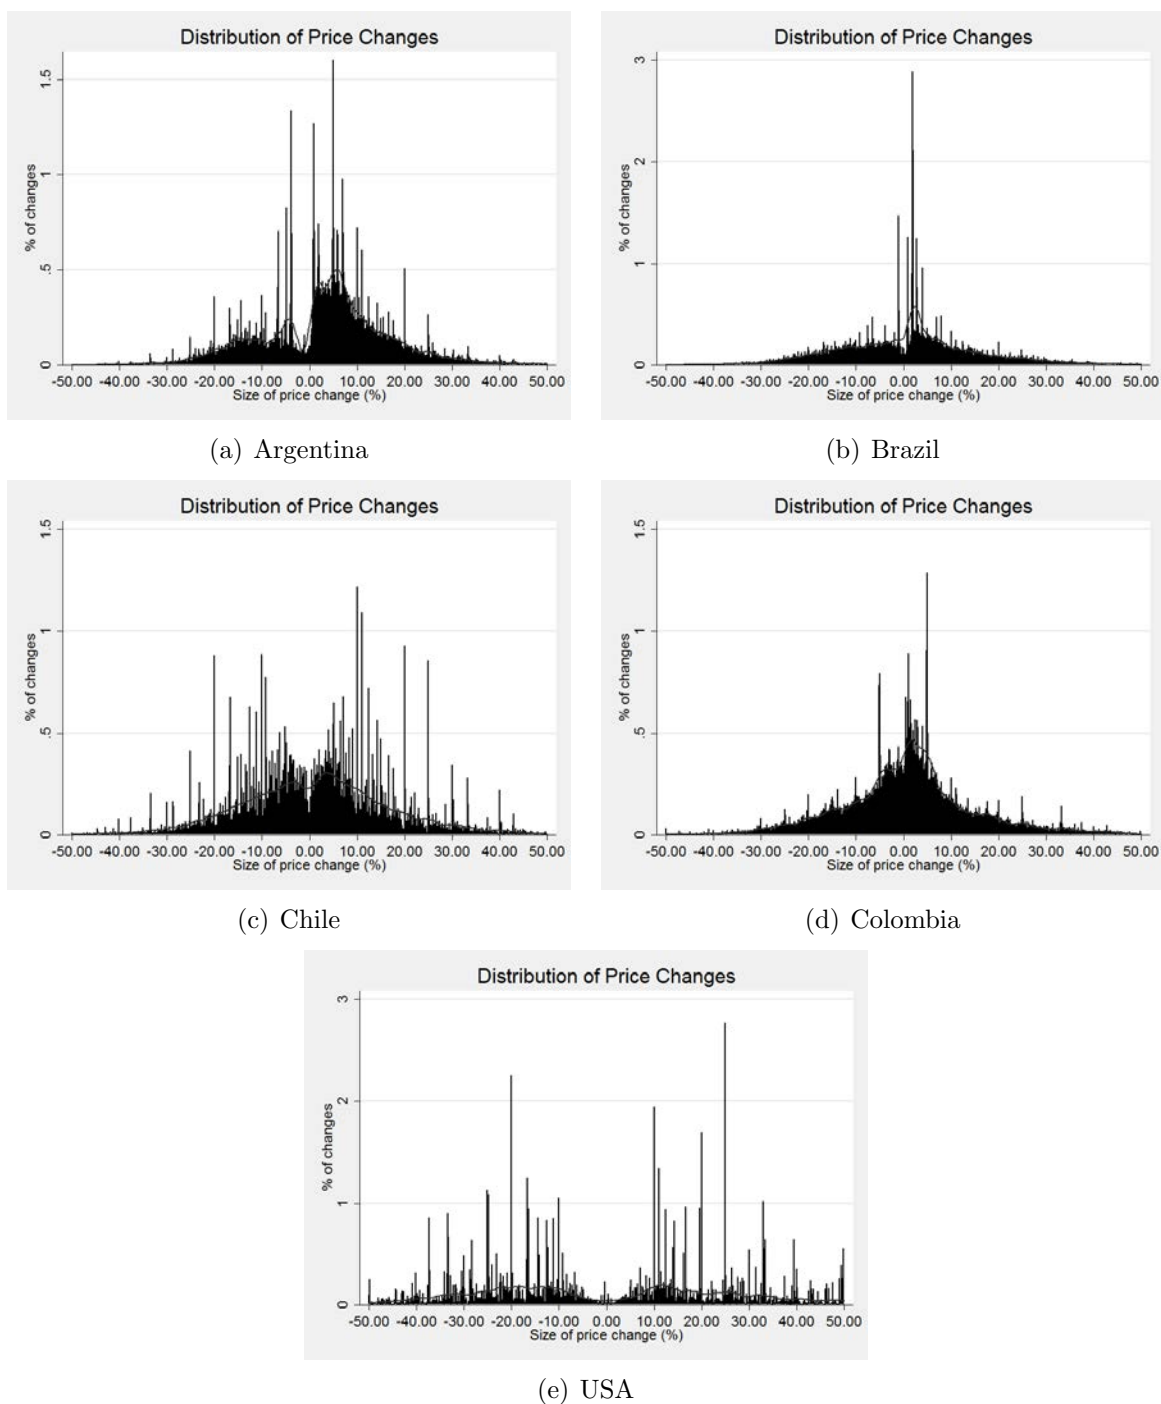 Distribution of Price Changes
% of changes
1.5
1
.5
0
-50.00 -40.00 -30.00 -20.00 -10.00 0.00 10.00 20.00 30.00 40.00 50.00
Size of price change (%)
(a) Argentina
Distribution of Price Changes
% of changes
3
2
1
0
-50.00 -40.00 -30.00 -20.00 -10.00 0.00 10.00 20.00 30.00 40.00 50.00
Size of price change (%)
(b) Brazil
Distribution of Price Changes
% of changes
1.5
1
.5
0
-50.00 -40.00 -30.00 -20.00 -10.00 0.00 10.00 20.00 30.00 40.00 50.00
Size of price change (%)
(c) Chile
Distribution of Price Changes
% of changes
1.5
1
.5
0
-50.00 -40.00 -30.00 -20.00 -10.00 0.00 10.00 20.00 30.00 40.00 50.00
Size of price change (%)
(d) Colombia
Distribution of Price Changes
% of changes
3
2
1
0
-50.00 -40.00 -30.00 -20.00 -10.00 0.00 10.00 20.00 30.00 40.00 50.00
Size of price change (%)
(e) USA